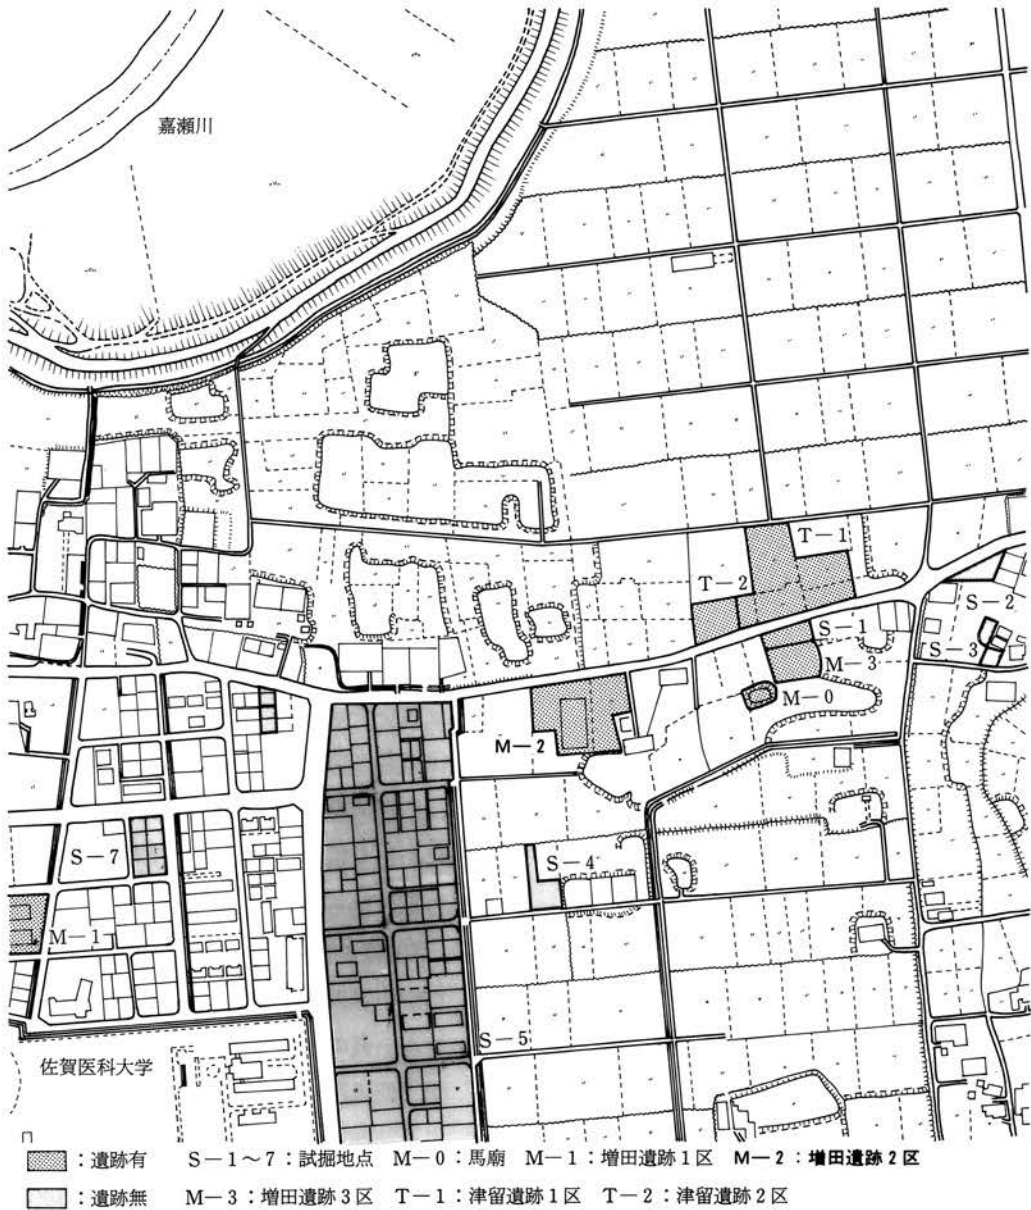 嘉瀬川
T-1
T-2
S-2
S-1
S-3
M-3
M-0
M-2
S-4
S-7
M-1
S-5
佐賀医科大学
：遺跡有 S-1～7：試掘地点 M-0：馬廟 M-1：増田遺跡1区 M-2：増田遺跡2区
：遺跡無 M-3：増田遺跡3区 T-1：津留遺跡1区 T-2：津留遺跡2区